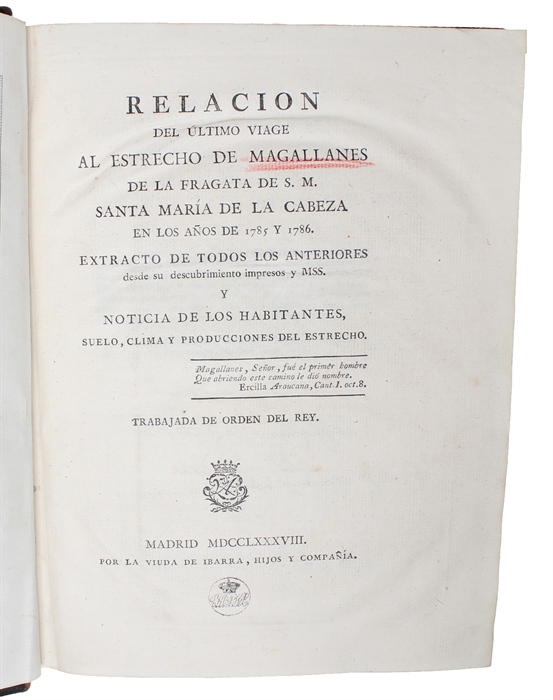 RELACION
DEL ÚLTIMO VIAGE
AL ESTRECHO DE MAGALLANES
DE LA FRAGATA DE S. M.
SANTA MARÍA DE LA CABEZA
EN LOS AÑOS DE 1785 Y 1786.
EXTRACTO DE TODOS LOS ANTERIORES
desde su descubrimiento impresos y MSS.
Y
NOTICIA DE LOS HABITANTES,
SUELO, CLIMA Y PRODUCCIONES DEL ESTRECHO.
Magallanes, Señor, fué el primer hombre
Que abriendo este camino le dió nombre.
Ercilla Araucana, Cant. I. oct. 8.
TRABAJADA DE ORDEN DEL REY.
MADRID MDCCLXXXVIII.
POR LA VIUDA DE IBARRA, HIJOS Y COMPAÑÍA.